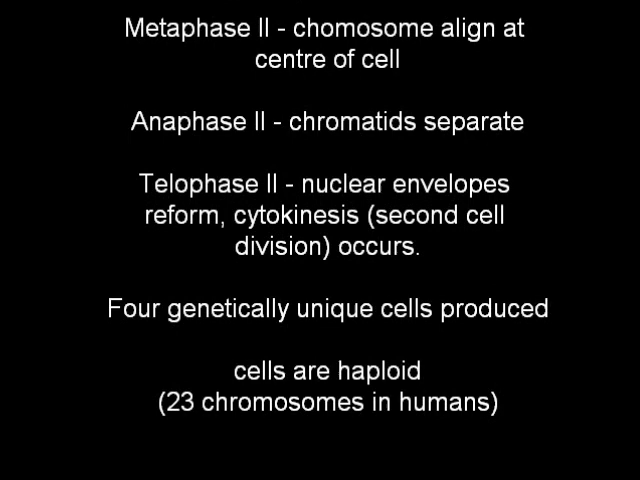 Metaphase II - chomosome align at
centre of cell
Anaphase II - chromatids separate
Telophase II - nuclear envelopes
reform, cytokinesis (second cell
division) occurs.
Four genetically unique cells produced
cells are haploid
(23 chromosomes in humans)